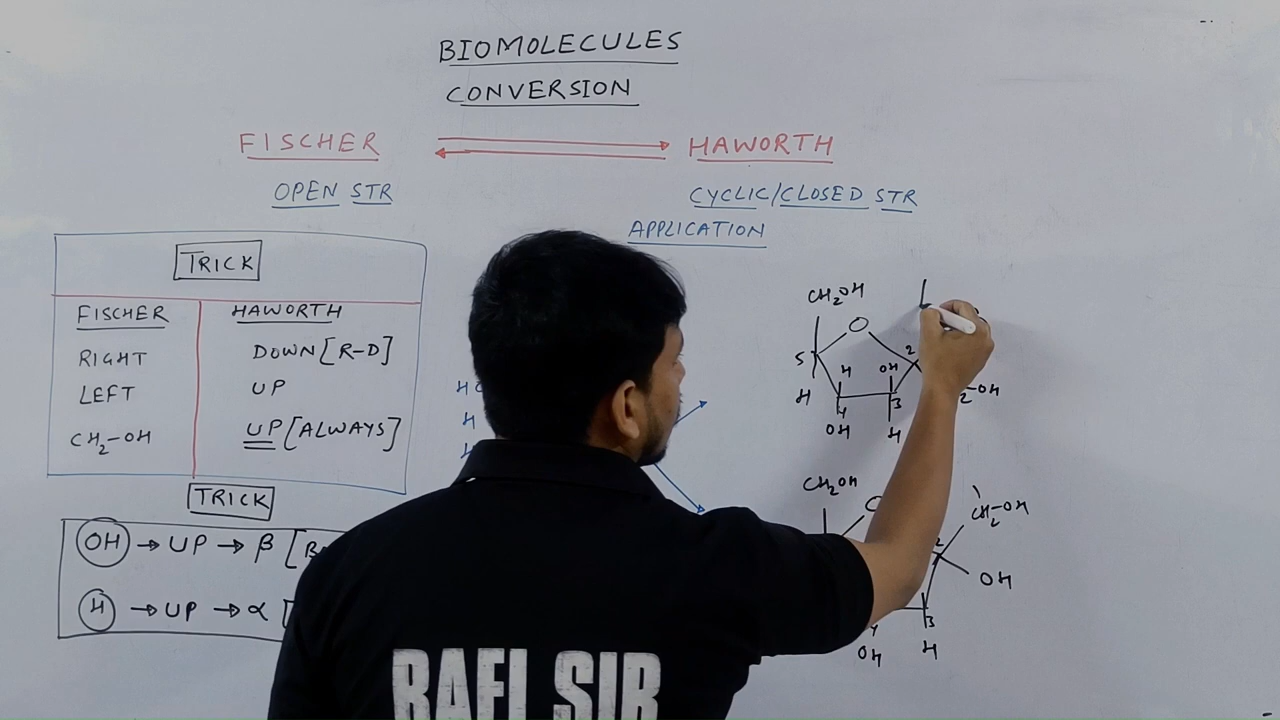 BIOMOLECULES
CONVERSION
FISCHER
HAWORTH
OPEN STR
CYCLIC/CLOSED STR
APPLICATION
TRICK
FISCHER HAWORTH
RIGHT DOWN [R-D]
LEFT UP
CH2-OH UP [ALWAYS]
TRICK
OH → UP → β [
H → UP → α [
H
H
CH2OH
O
5
2
H
OH
H
4
3
OH
H
-OH
CH2OH
CH2-OH
2
OH
3
OH
H
RAFI SIR